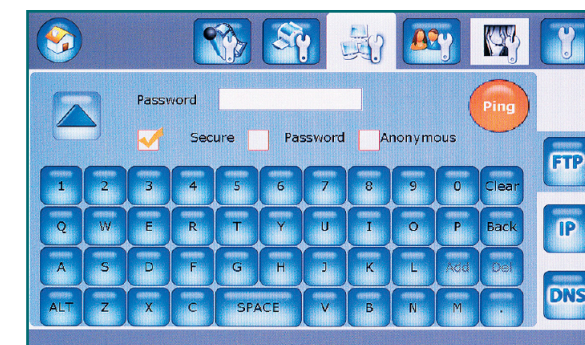 Password
Ping
Secure Password Anonymous
FTP
1 2 3 4 5 6 7 8 9 0 Clear
Q W E R T Y U I O P Back
IP
A S D F G H J K L Add Del
DNS
ALT Z X C SPACE V B N M .